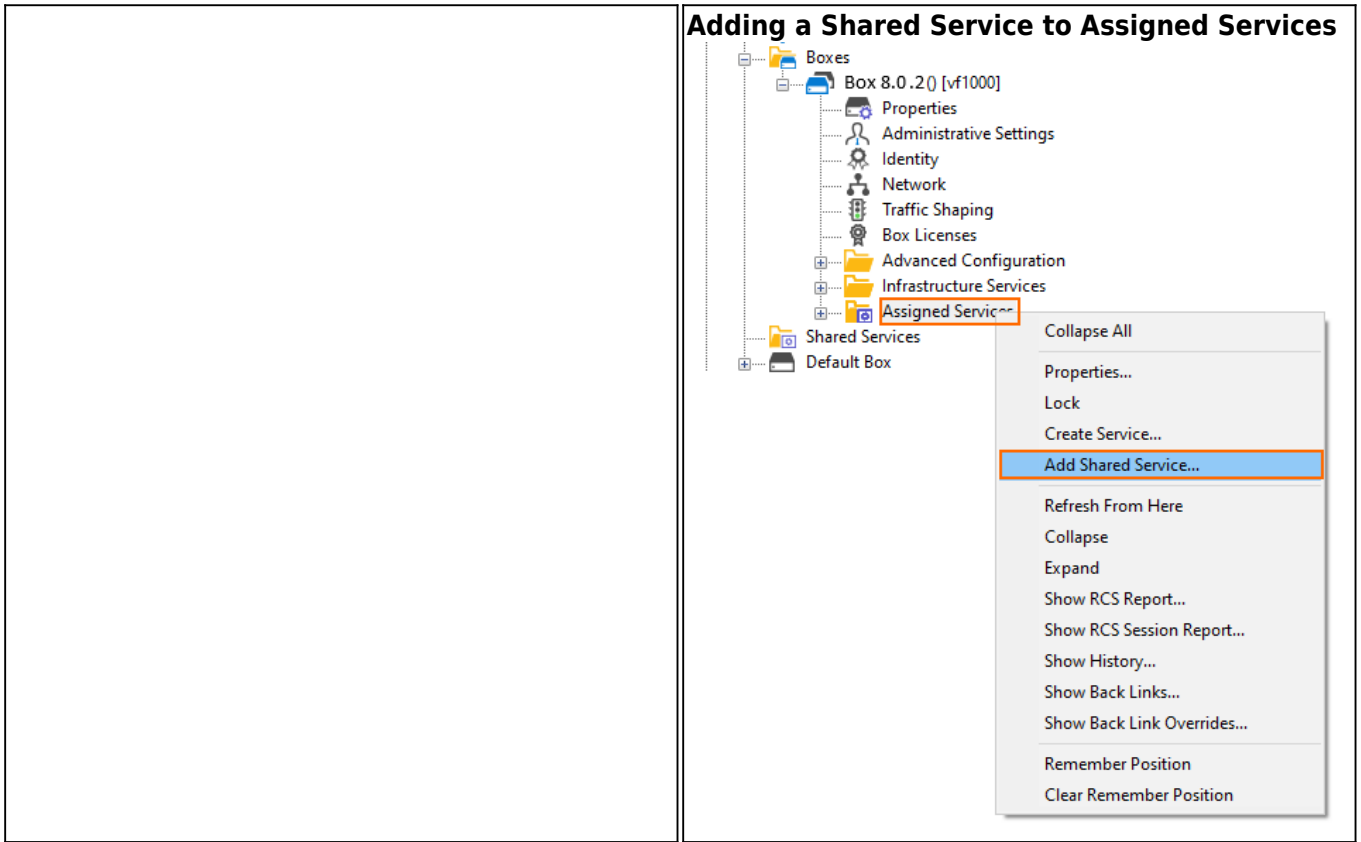 Adding a Shared Service to Assigned Services
Boxes
Box 8.0.2() [vf1000]
Properties
Administrative Settings
Identity
Network
Traffic Shaping
Box Licenses
Advanced Configuration
Infrastructure Services
Assigned Services
Shared Services
Default Box
Collapse All
Properties...
Lock
Create Service...
Add Shared Service...
Refresh From Here
Collapse
Expand
Show RCS Report...
Show RCS Session Report...
Show History...
Show Back Links...
Show Back Link Overrides...
Remember Position
Clear Remember Position